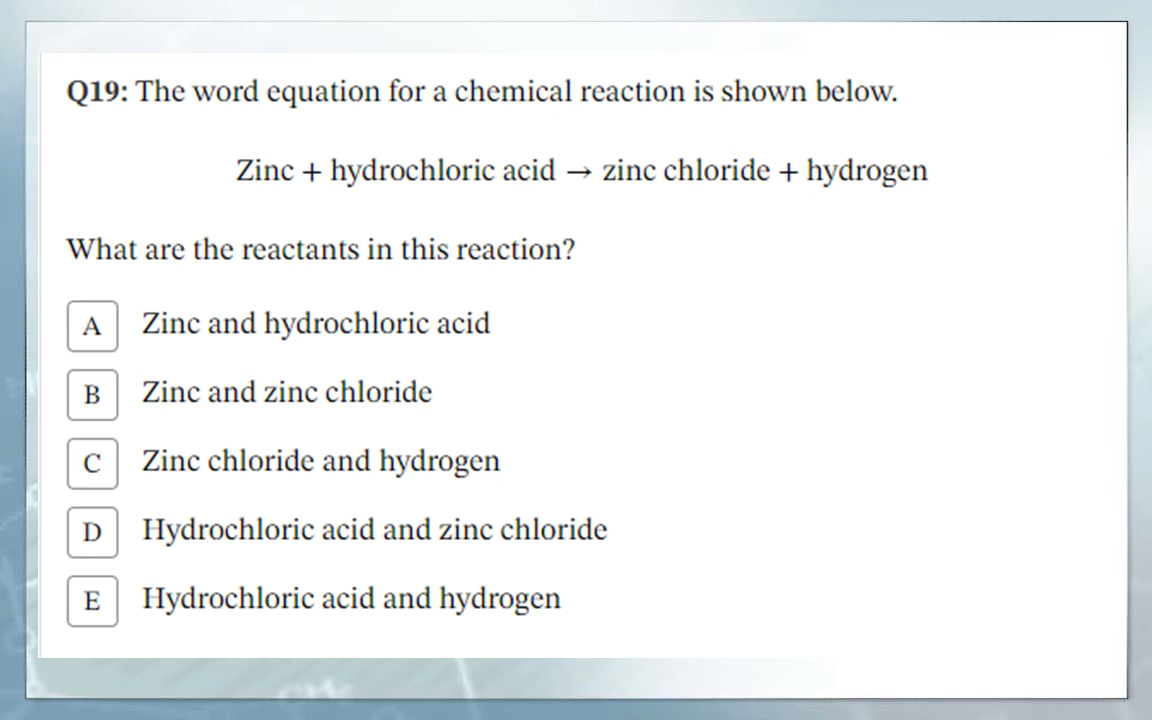 Q19: The word equation for a chemical reaction is shown below.
Zinc + hydrochloric acid → zinc chloride + hydrogen
What are the reactants in this reaction?
A Zinc and hydrochloric acid
B Zinc and zinc chloride
C Zinc chloride and hydrogen
D Hydrochloric acid and zinc chloride
E Hydrochloric acid and hydrogen